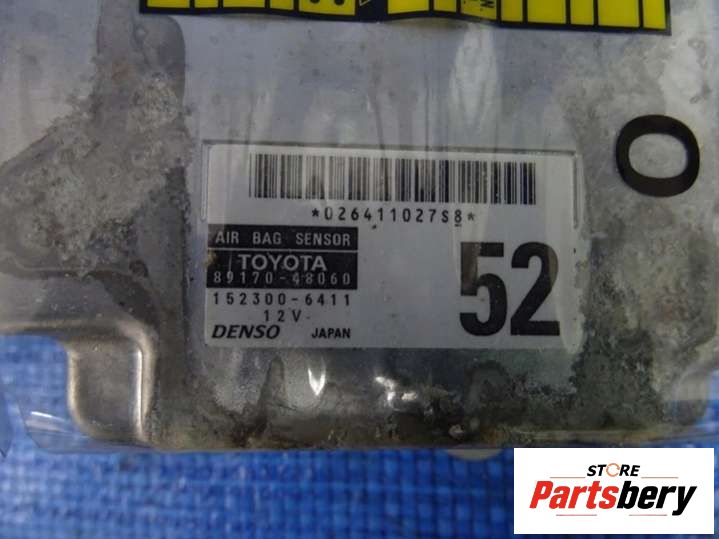 O
*026411027S8*
AIR BAG SENSOR
TOYOTA
89170-48060
152300-6411
12V
DENSO JAPAN
52
STORE
Partsbery